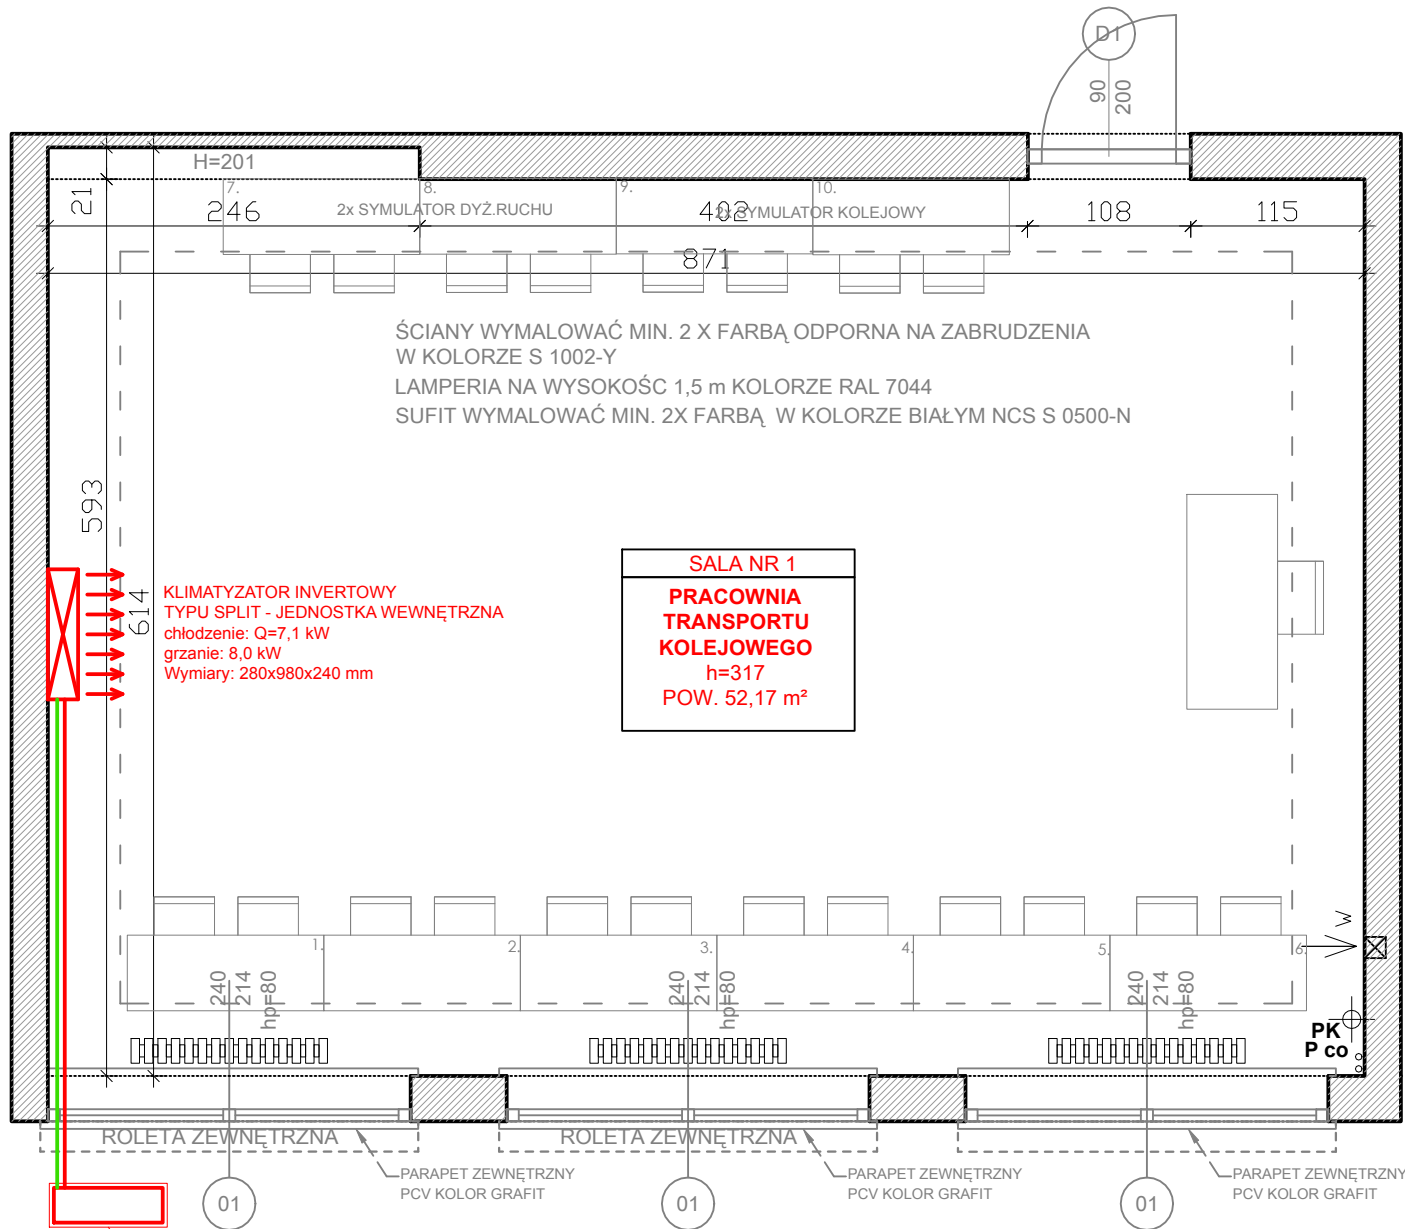 D1
90
200
H=201
7.
8.
9.
10.
2x SYMULATOR DYŻ.RUCHU
2x SYMULATOR KOLEJOWY
21
246
402
108
115
871
ŚCIANY WYMALOWAĆ MIN. 2 X FARBĄ ODPORNA NA ZABRUDZENIA
W KOLORZE S 1002-Y
LAMPERIA NA WYSOKOŚC 1,5 m KOLORZE RAL 7044
SUFIT WYMALOWAĆ MIN. 2X FARBĄ W KOLORZE BIAŁYM NCS S 0500-N
593
614
KLIMATYZATOR INVERTOWY
TYPU SPLIT - JEDNOSTKA WEWNĘTRZNA
chłodzenie: Q=7,1 kW
grzanie: 8,0 kW
Wymiary: 280x980x240 mm
SALA NR 1
PRACOWNIA
TRANSPORTU
KOLEJOWEGO
h=317
POW. 52,17 m²
W
1.
2.
3.
4.
5.
6.
240
214
hp=80
240
214
hp=80
240
214
hp=80
PK
P co
ROLETA ZEWNĘTRZNA
ROLETA ZEWNĘTRZNA
PARAPET ZEWNĘTRZNY
PCV KOLOR GRAFIT
PARAPET ZEWNĘTRZNY
PCV KOLOR GRAFIT
PARAPET ZEWNĘTRZNY
PCV KOLOR GRAFIT
01
01
01